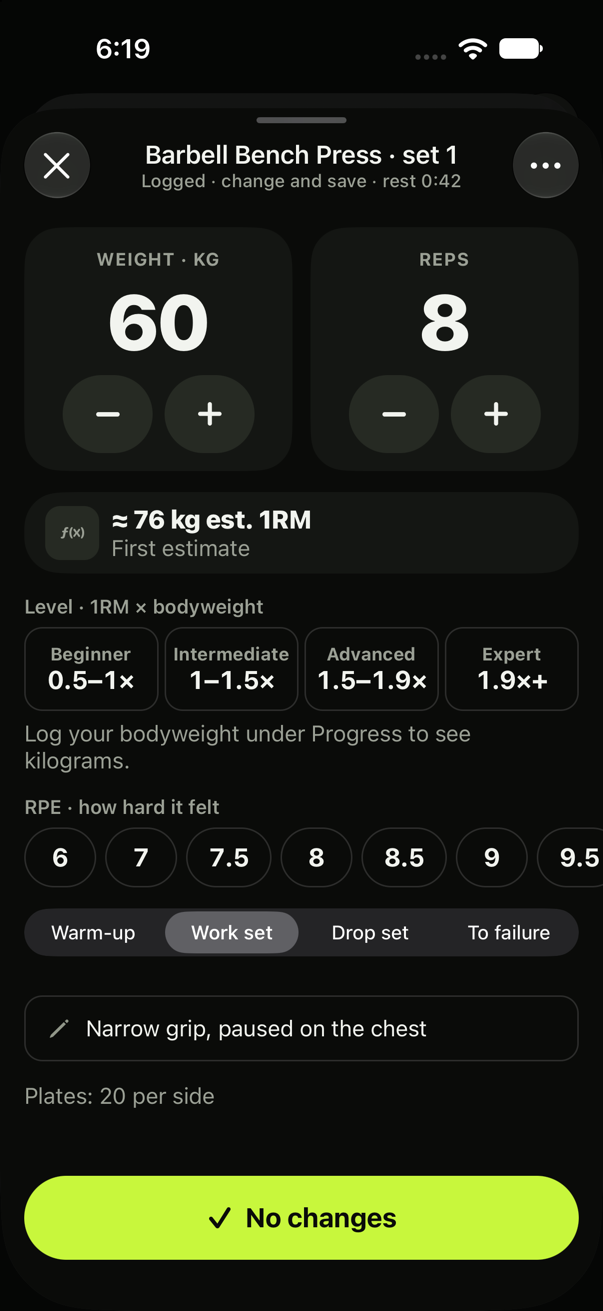 6:19
Barbell Bench Press · set 1
Logged · change and save · rest 0:42
WEIGHT · KG
REPS
60
8
− +
− +
f(x)
≈ 76 kg est. 1RM
First estimate
Level · 1RM × bodyweight
Beginner Intermediate Advanced Expert
0.5–1× 1–1.5× 1.5–1.9× 1.9×+
Log your bodyweight under Progress to see
kilograms.
RPE · how hard it felt
6 7 7.5 8 8.5 9 9.5
Warm-up Work set Drop set To failure
Narrow grip, paused on the chest
Plates: 20 per side
No changes